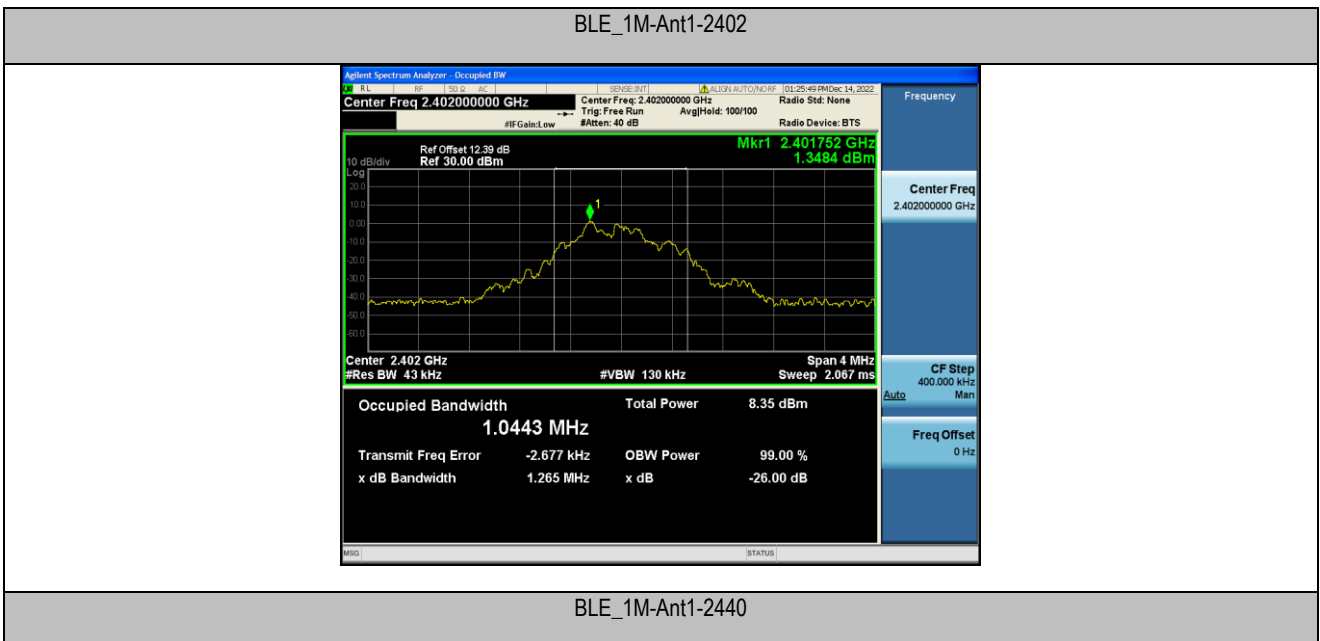 BLE_1M-Ant1-2402
Agilent Spectrum Analyzer - Occupied BW
LXI RL RF 50 Ω AC SENSE:INT ALIGN AUTO/NO RF 01:25:49 PM Dec 14, 2022
Center Freq 2.402000000 GHz Center Freq: 2.402000000 GHz Radio Std: None Frequency
Trig: Free Run Avg|Hold: 100/100
#IFGain:Low #Atten: 40 dB Radio Device: BTS
Ref Offset 12.39 dB Mkr1 2.401752 GHz
10 dB/div Ref 30.00 dBm 1.3484 dBm
Log
20.0
Center Freq
2.402000000 GHz
10.0
1
0.00
-10.0
-20.0
-30.0
-40.0
-50.0
-60.0
Center 2.402 GHz Span 4 MHz
#Res BW 43 kHz #VBW 130 kHz Sweep 2.067 ms
CF Step
400.000 kHz
Auto Man
Occupied Bandwidth Total Power 8.35 dBm
1.0443 MHz
Freq Offset
0 Hz
Transmit Freq Error -2.677 kHz OBW Power 99.00 %
x dB Bandwidth 1.265 MHz x dB -26.00 dB
MSG STATUS
BLE_1M-Ant1-2440